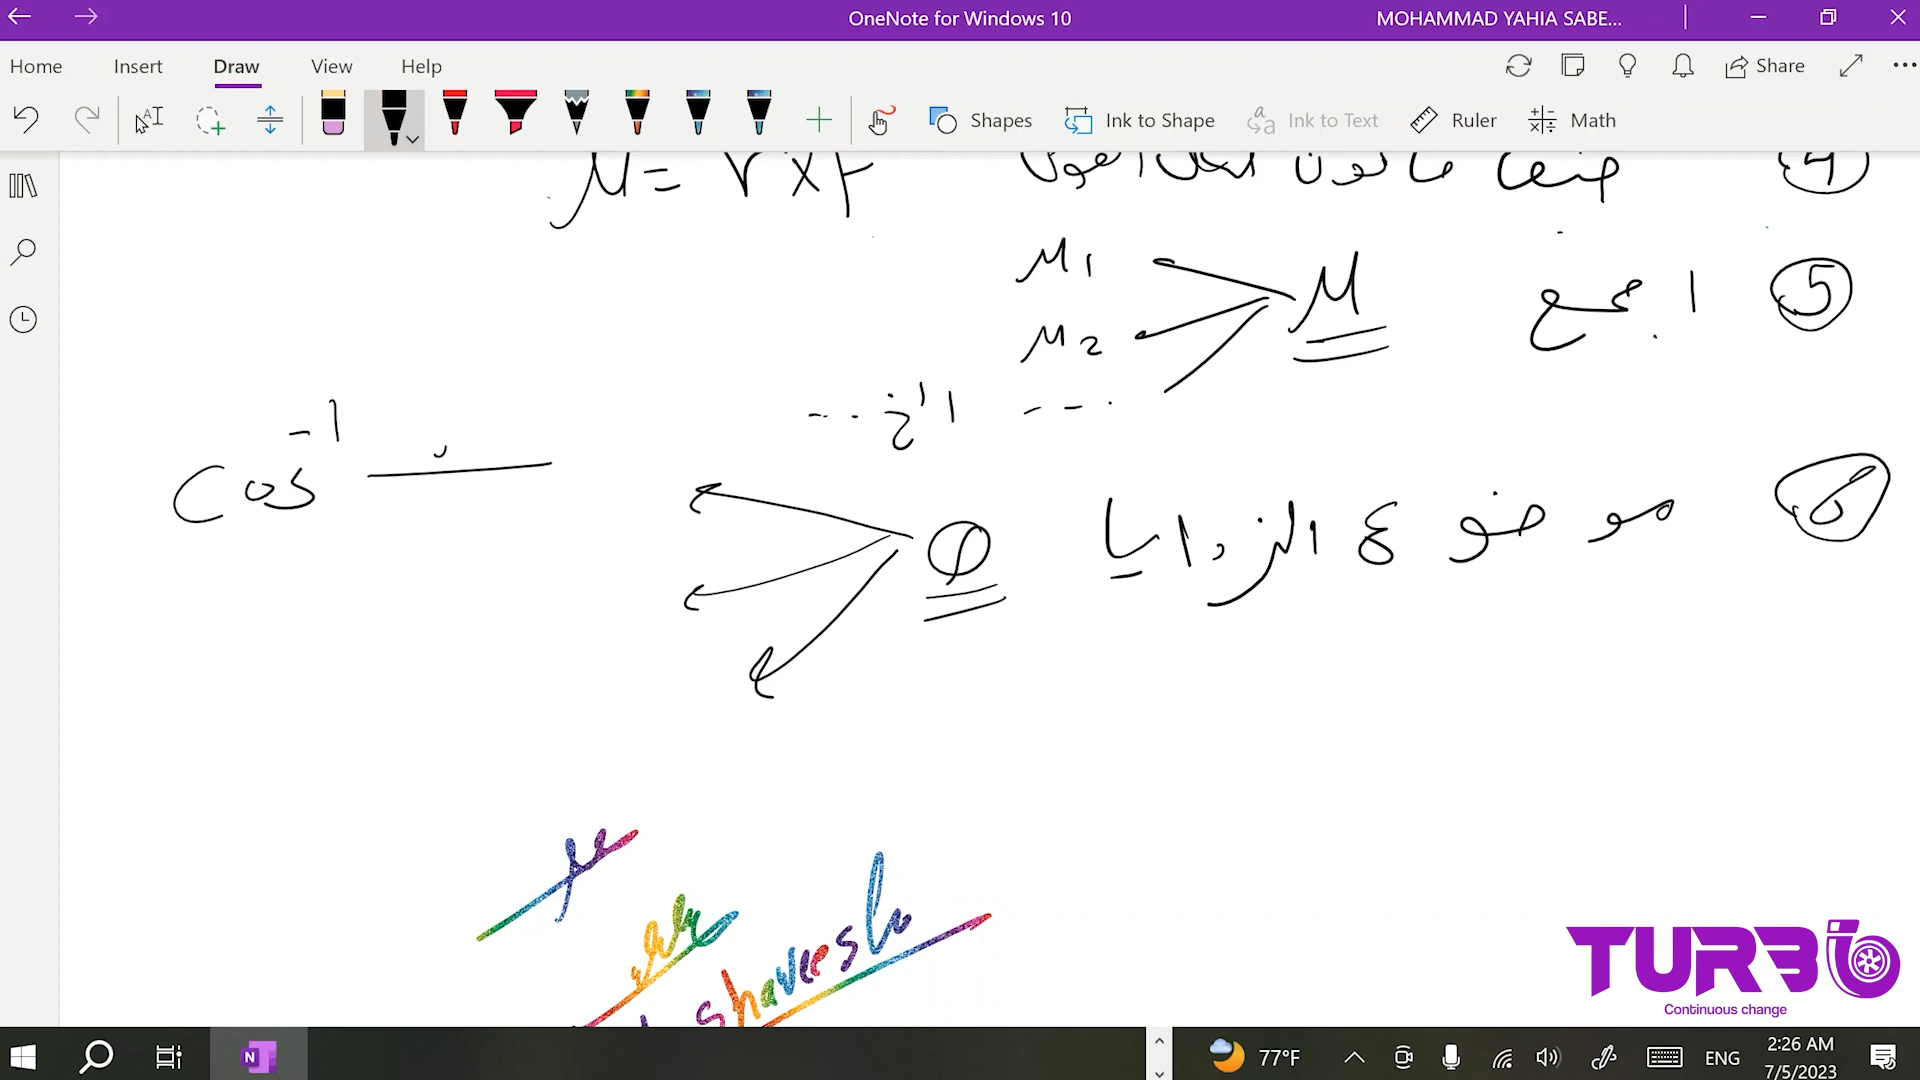 OneNote for Windows 10
MOHAMMAD YAHIA SABE...
Home Insert Draw View Help
Share
Shapes Ink to Shape Ink to Text Ruler Math
M = r x F
4
5 اجمع M
M1
M2
--- الخ ---
6 موضوع الزوايا
Cos -1
shaweesh
TURBO
Continuous change
77°F
ENG
2:26 AM
7/5/2023